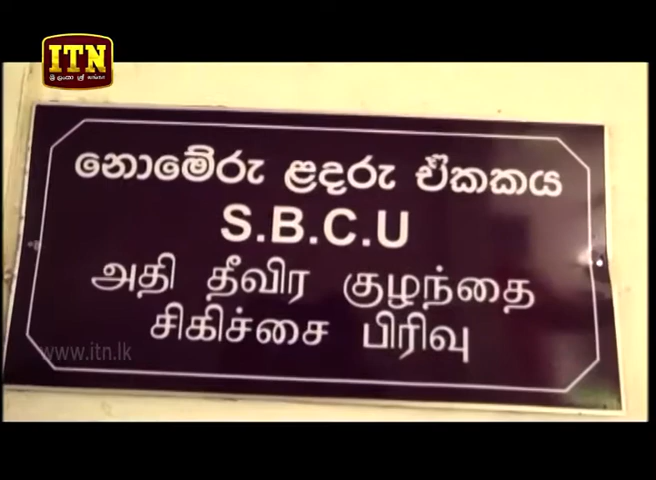 ITN
නොමේරු ළදරු ඒකකය
S.B.C.U
அதி தீவிர குழந்தை
சிகிச்சை பிரிவு
www.itn.lk